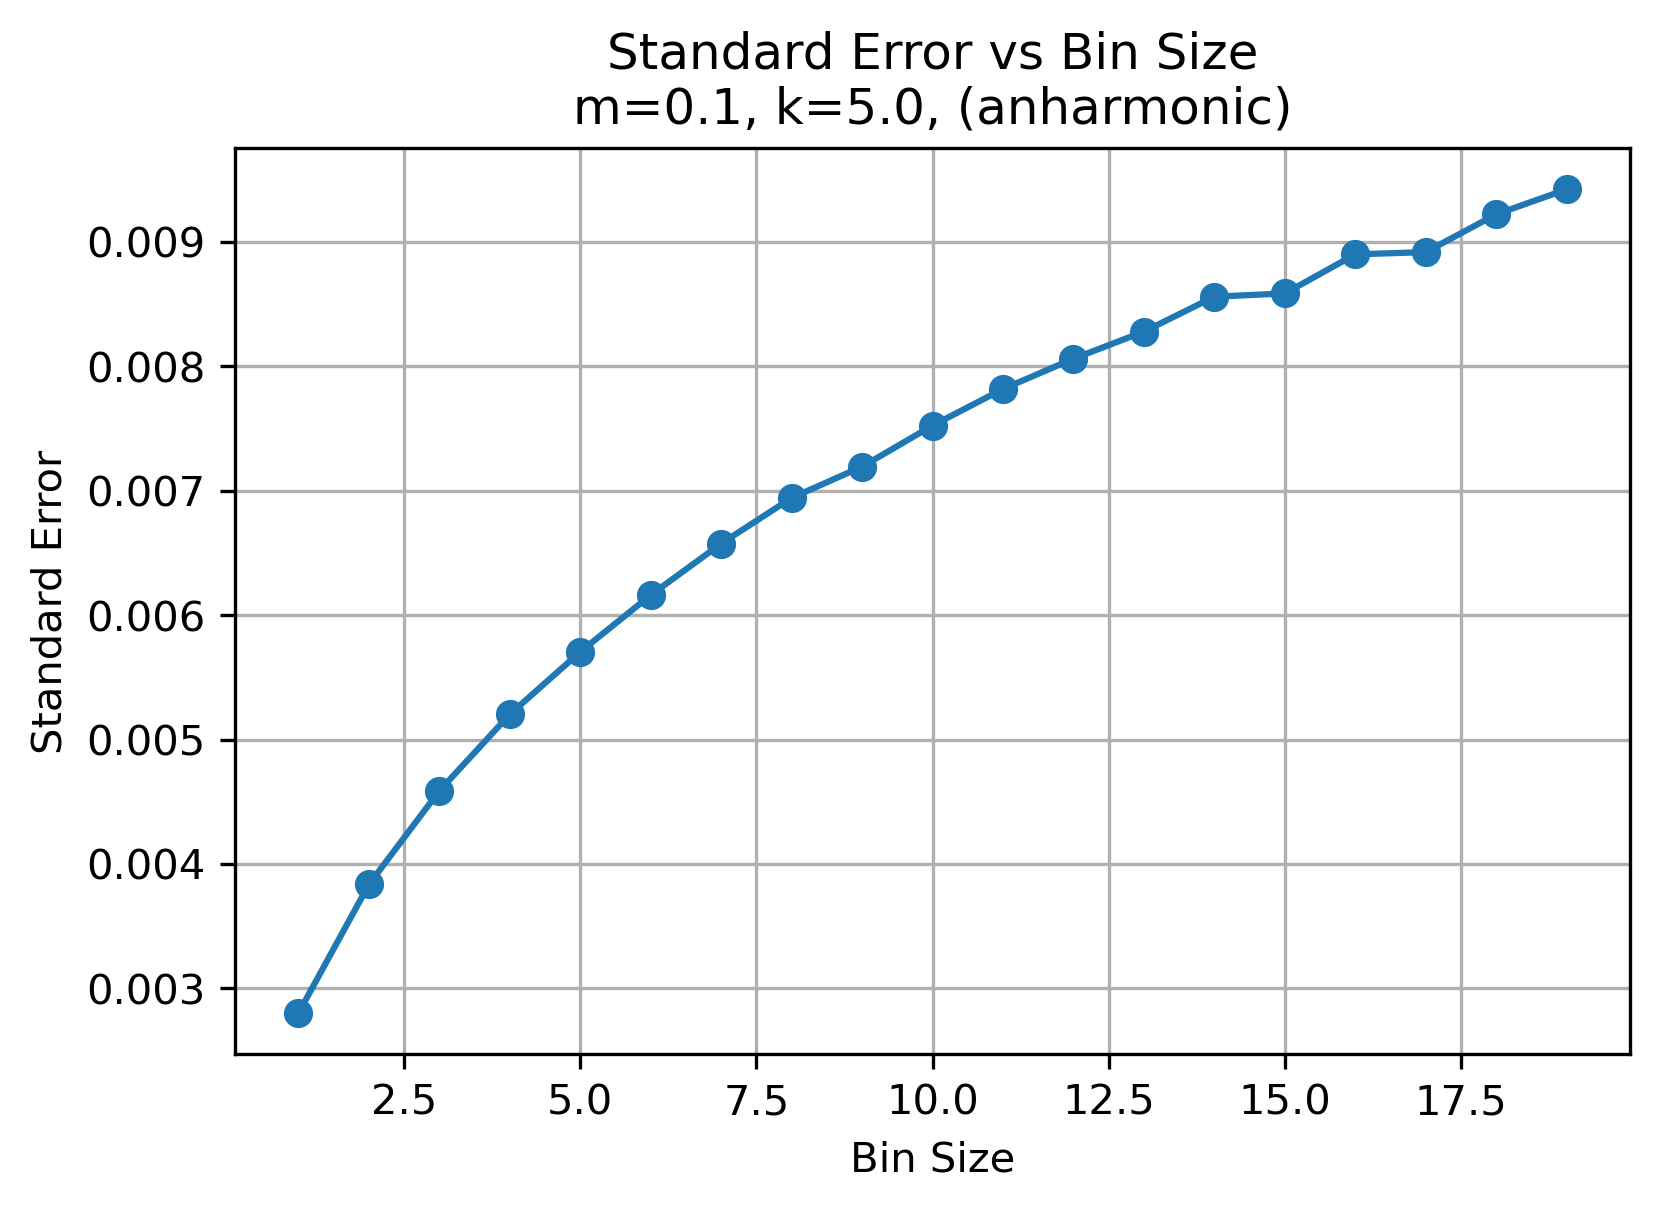 Standard Error vs Bin Size
m=0.1, k=5.0, (anharmonic)
Standard Error
0.009
0.008
0.007
0.006
0.005
0.004
0.003
2.5 5.0 7.5 10.0 12.5 15.0 17.5
Bin Size